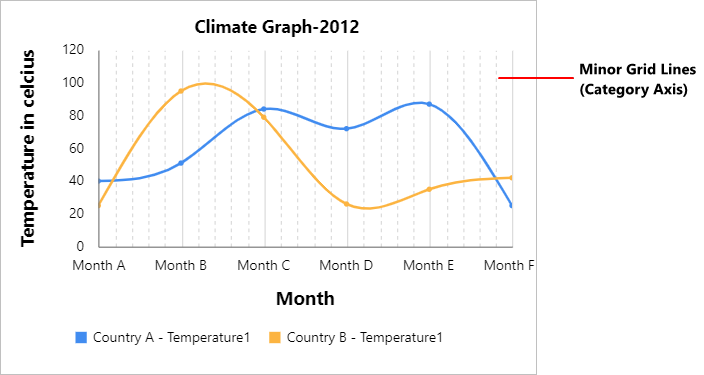 Climate Graph-2012
Temperature in celcius
120
100
80
60
40
20
0
Month A Month B Month C Month D Month E Month F
Month
Country A - Temperature1 Country B - Temperature1
Minor Grid Lines
(Category Axis)